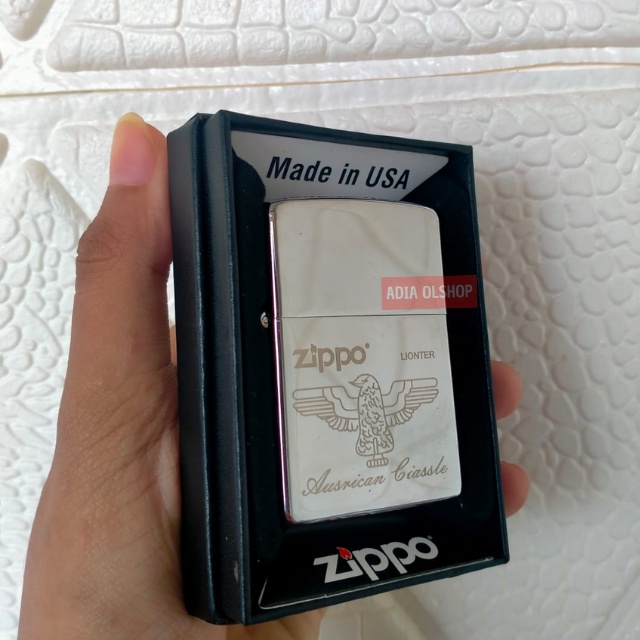 Made in USA
ADIA OLSHOP
zippo
LIONTER
Ausrican Ciassle
zippo